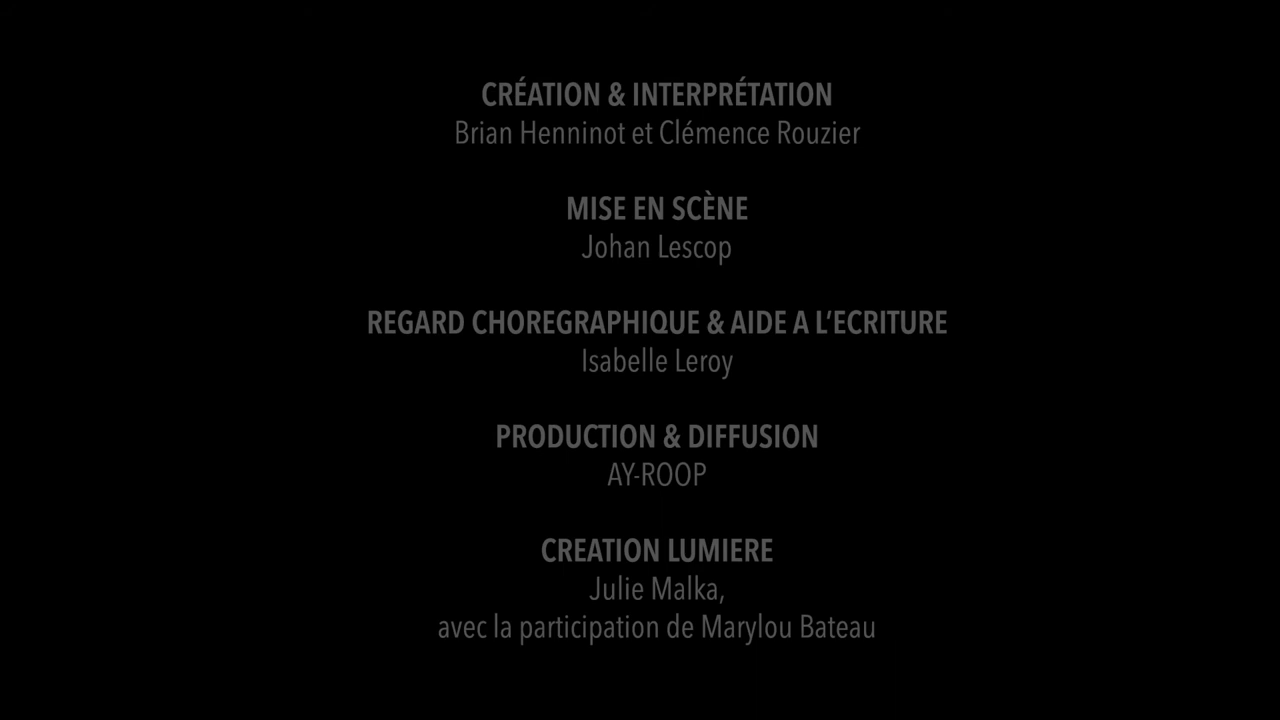 CRÉATION & INTERPRÉTATION
Brian Henninot et Clémence Rouzier
MISE EN SCÈNE
Johan Lescop
REGARD CHOREGRAPHIQUE & AIDE A L‘ECRITURE
Isabelle Leroy
PRODUCTION & DIFFUSION
AY-ROOP
CREATION LUMIERE
Julie Malka,
avec la participation de Marylou Bateau